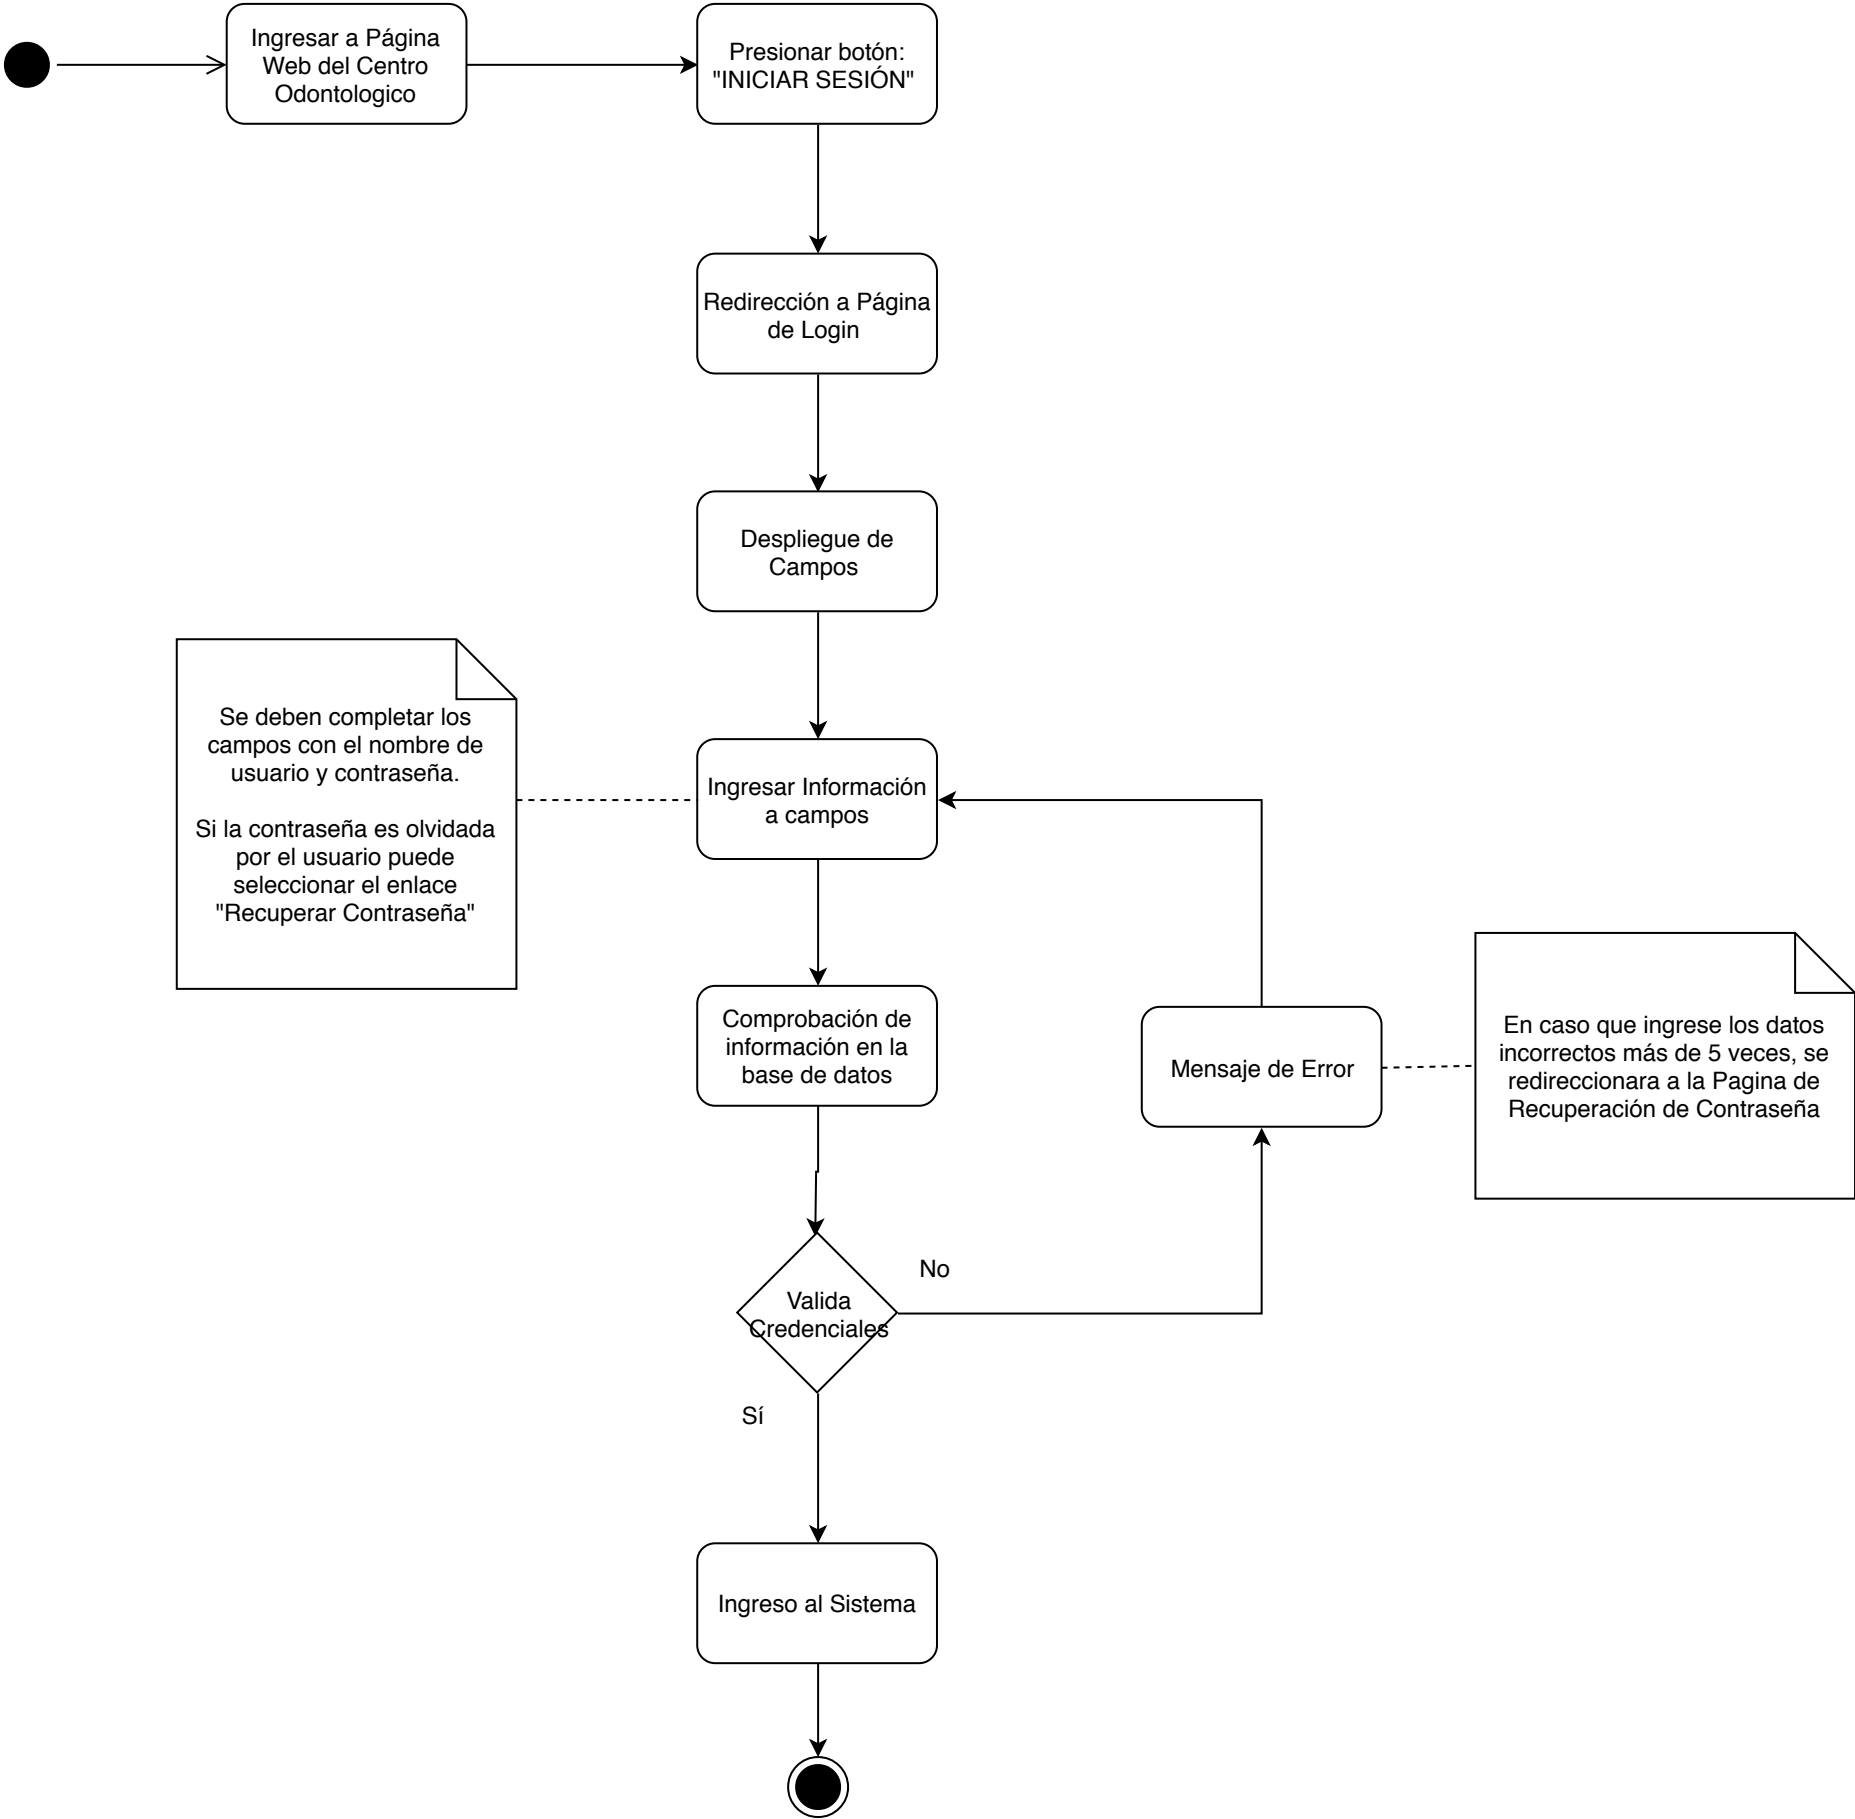 Ingresar a Página
Web del Centro
Odontologico
Presionar botón:
"INICIAR SESIÓN"
Redirección a Página
de Login
Despliegue de
Campos
Se deben completar los
campos con el nombre de
usuario y contraseña.
Si la contraseña es olvidada
por el usuario puede
seleccionar el enlace
"Recuperar Contraseña"
Ingresar Información
a campos
Comprobación de
información en la
base de datos
Mensaje de Error
En caso que ingrese los datos
incorrectos más de 5 veces, se
redireccionara a la Pagina de
Recuperación de Contraseña
No
Valida
Credenciales
Sí
Ingreso al Sistema